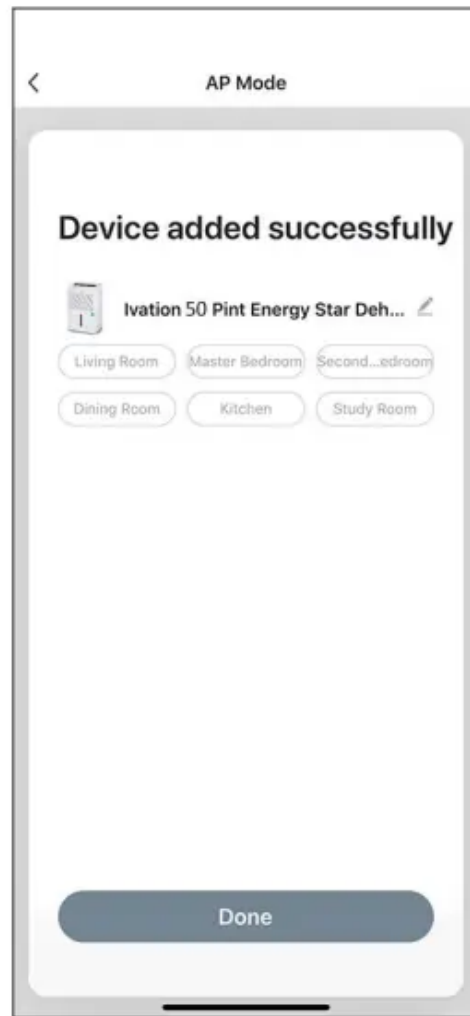 AP Mode
Device added successfully
Ivation 50 Pint Energy Star Deh...
Living Room Master Bedroom Second...edroom
Dining Room Kitchen Study Room
Done